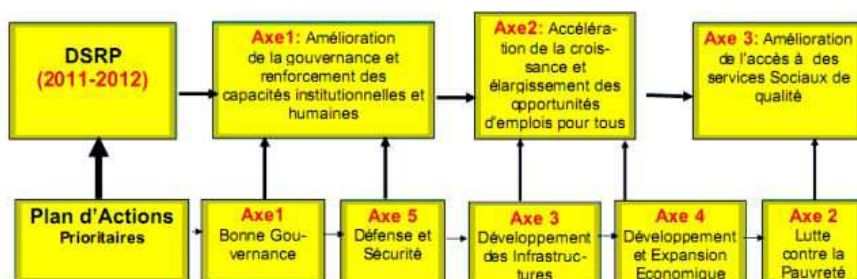 DSRP
(2011-2012)
Axe1: Amélioration
de la gouvernance et
renforcement des
capacités institutionnelles et
humaines
Axe2: Accéléra-
tion de la crois-
sance et
élargissement des
opportunités
d'emplois pour tous
Axe 3: Amélioration
de l'accès à des
services Sociaux de
qualité
Plan d'Actions
Prioritaires
Axe1
Bonne Gou-
vernance
Axe 5
Défense et
Sécurité
Axe 3
Développement
des Infrastruc-
tures
Axe 4
Développement
et Expansion
Economique
Axe 2
Lutte
contre la
Pauvreté